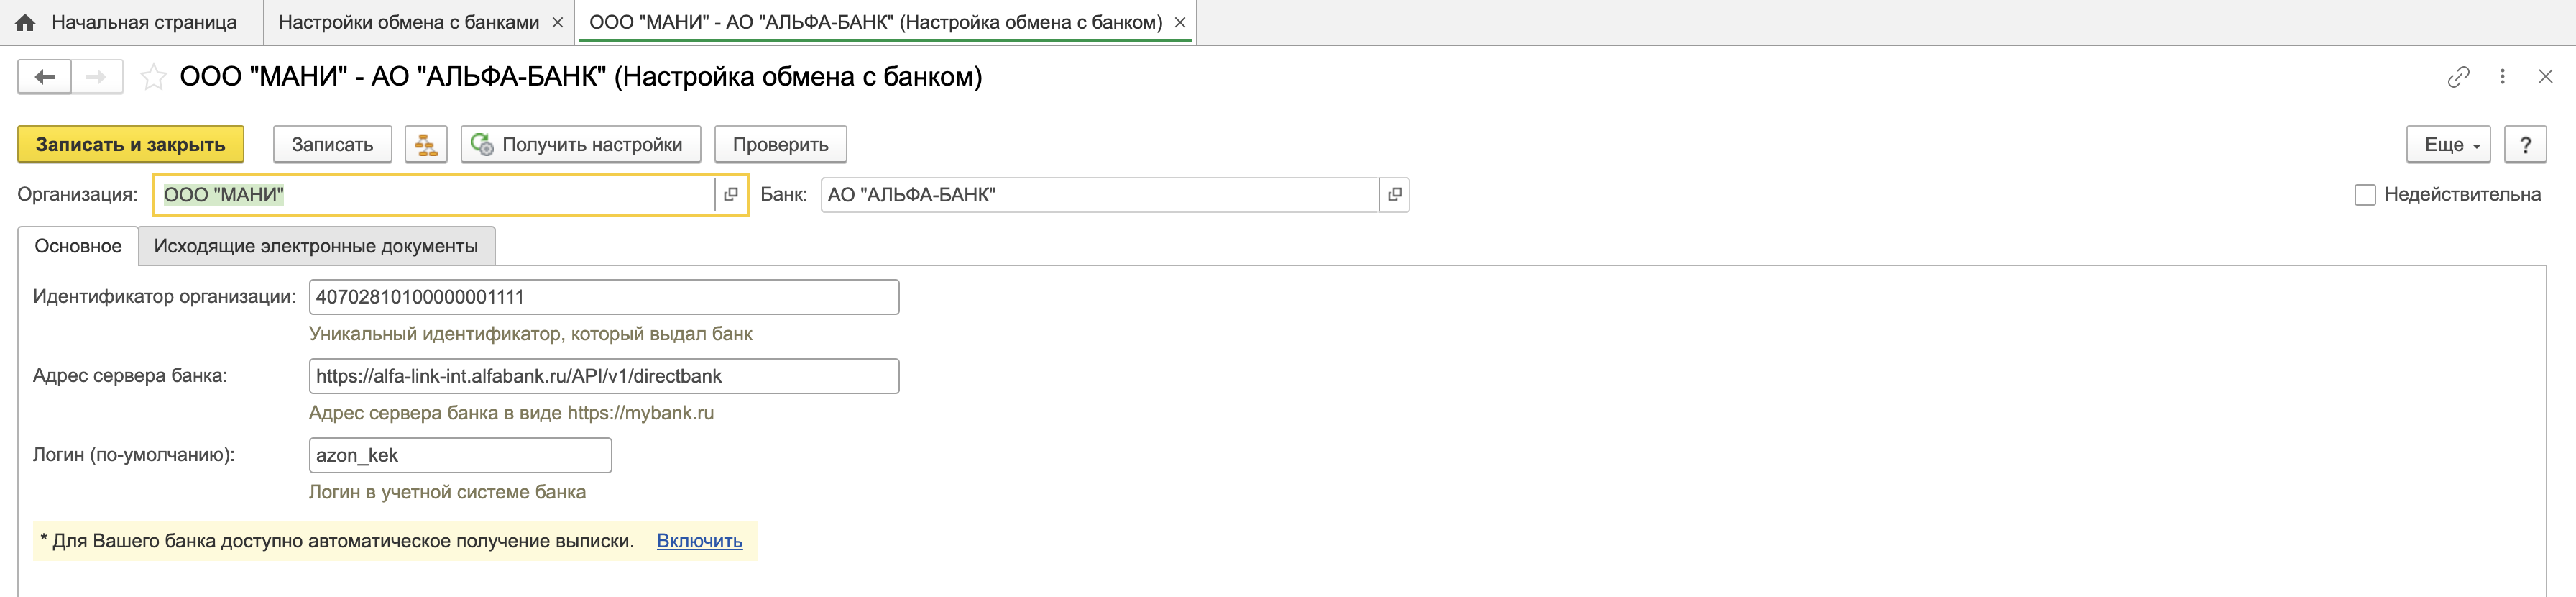 Начальная страница
Настройки обмена с банками
ООО "МАНИ" - АО "АЛЬФА-БАНК" (Настройка обмена с банком)
ООО "МАНИ" - АО "АЛЬФА-БАНК" (Настройка обмена с банком)
Записать и закрыть
Записать
Получить настройки
Проверить
Еще
?
Организация: ООО "МАНИ"
Банк: АО "АЛЬФА-БАНК"
Недействительна
Основное
Исходящие электронные документы
Идентификатор организации: 40702810100000001111
Уникальный идентификатор, который выдал банк
Адрес сервера банка: https://alfa-link-int.alfabank.ru/API/v1/directbank
Адрес сервера банка в виде https://mybank.ru
Логин (по-умолчанию): azon_kek
Логин в учетной системе банка
* Для Вашего банка доступно автоматическое получение выписки. Включить